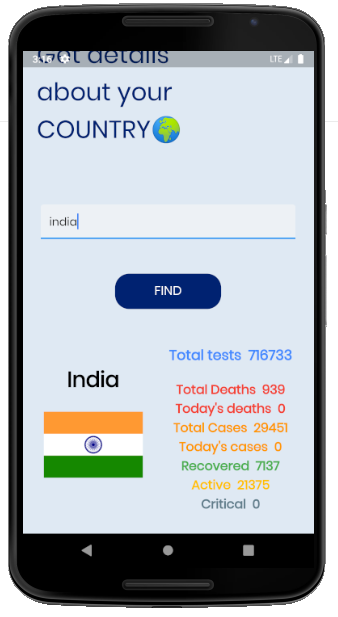 Get details
3:16 LTE
about your
COUNTRY🌍
india
FIND
Total tests 716733
India
Total Deaths 939
Today's deaths 0
Total Cases 29451
Today's cases 0
Recovered 7137
Active 21375
Critical 0